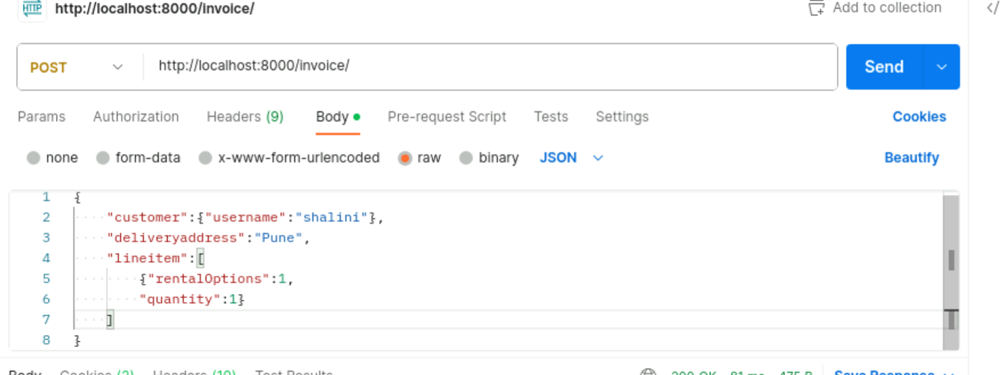 HTTP http://localhost:8000/invoice/ Add to collection </
POST http://localhost:8000/invoice/ Send
Params Authorization Headers (9) Body Pre-request Script Tests Settings Cookies
none form-data x-www-form-urlencoded raw binary JSON Beautify
1 {
2 "customer":{"username":"shalini"},
3 "deliveryaddress":"Pune",
4 "lineitem":[
5 {"rentalOptions":1,
6 "quantity":1}
7 ]
8 }
Body Cookies (2) Headers (10) Test Results 200 OK 81 ms 475 B Save Response